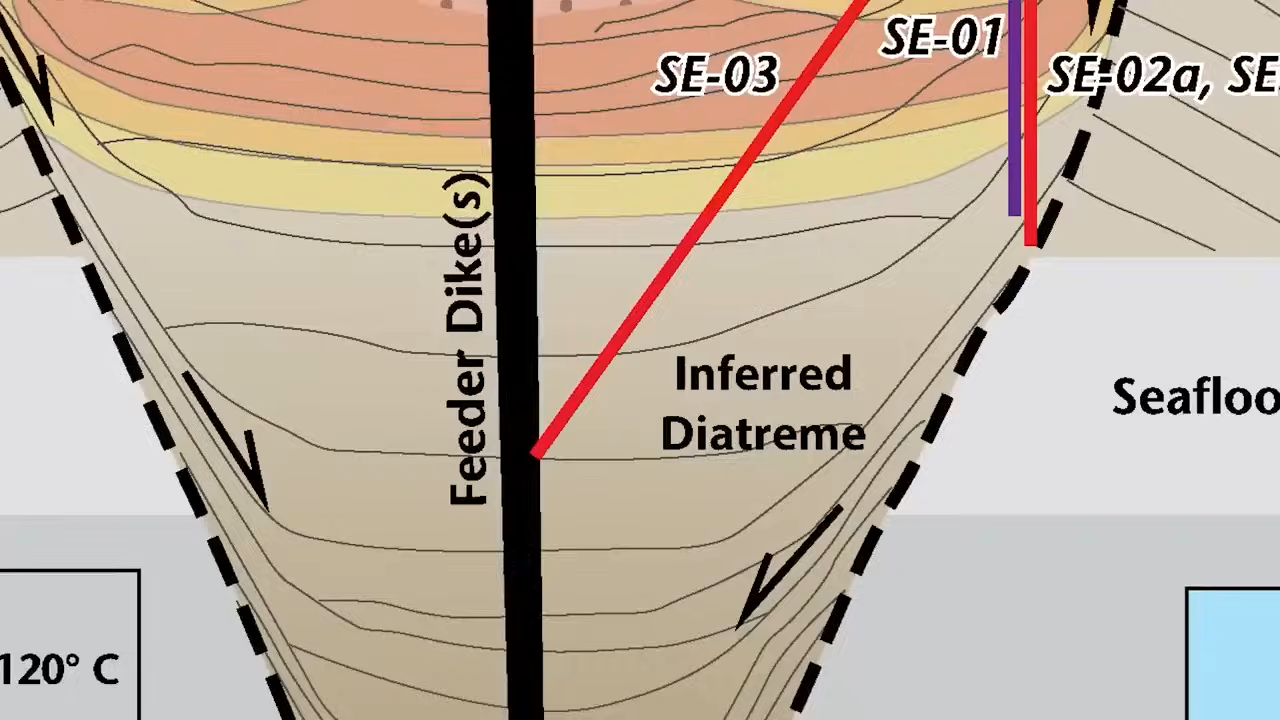 SE-01
SE-03
SE-02a, SE
Feeder Dike(s)
Inferred
Diatreme
Seafloo
120° C